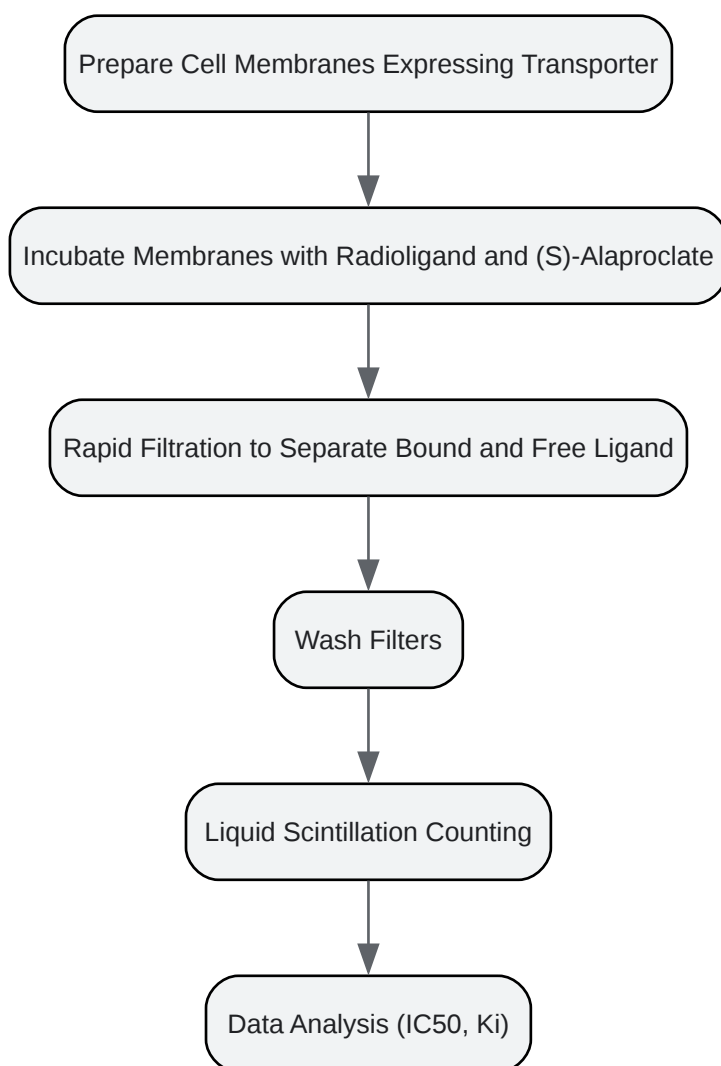 Prepare Cell Membranes Expressing Transporter
Incubate Membranes with Radioligand and (S)-Alaproclate
Rapid Filtration to Separate Bound and Free Ligand
Wash Filters
Liquid Scintillation Counting
Data Analysis (IC50, Ki)